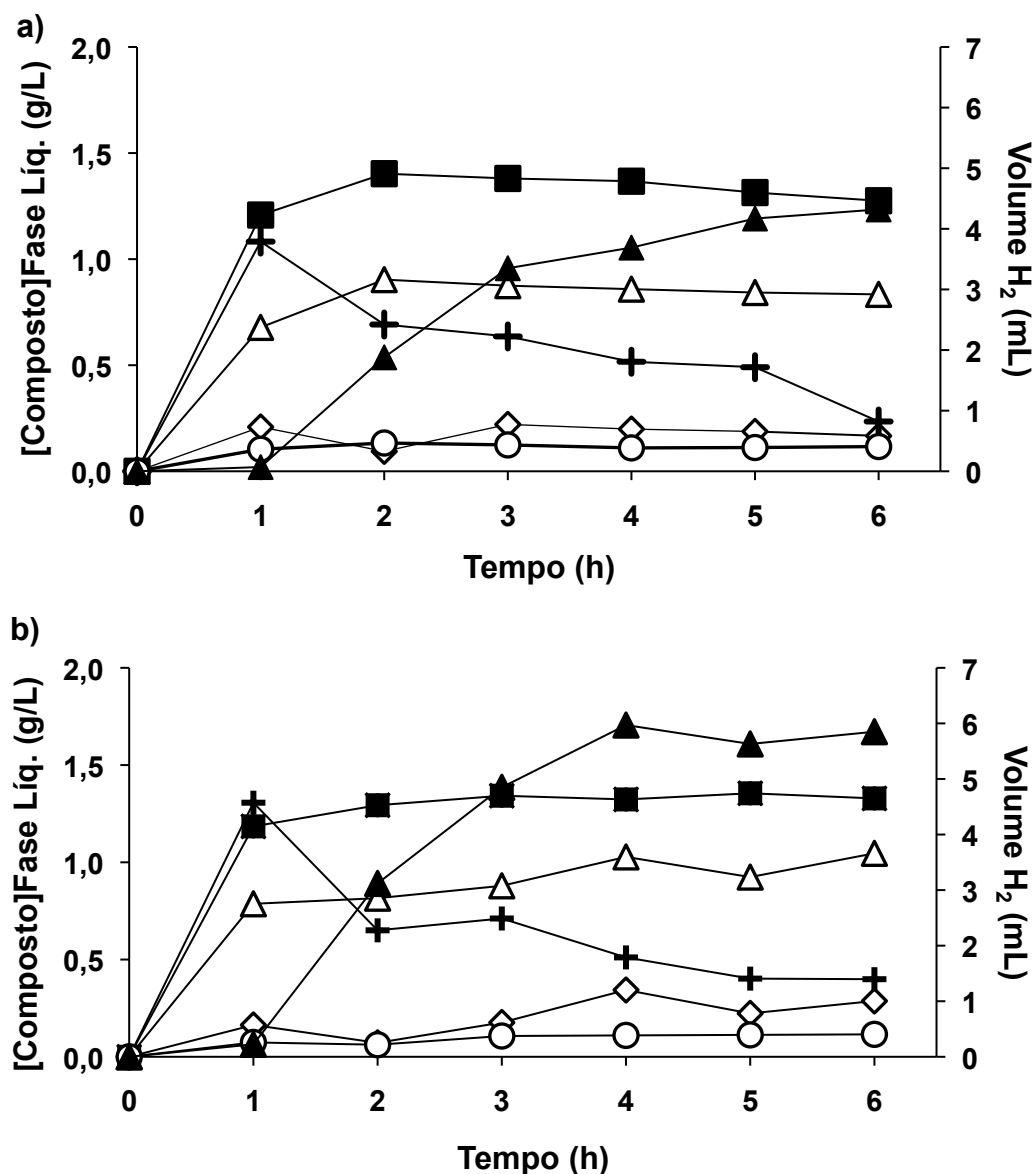 a)
[Composto]Fase Líq. (g/L)
2,0
1,5
1,0
0,5
0,0
7
6
5
4
3
2
1
0
Volume H2 (mL)
0 1 2 3 4 5 6
Tempo (h)
b)
[Composto]Fase Líq. (g/L)
2,0
1,5
1,0
0,5
0,0
7
6
5
4
3
2
1
0
Volume H2 (mL)
0 1 2 3 4 5 6
Tempo (h)